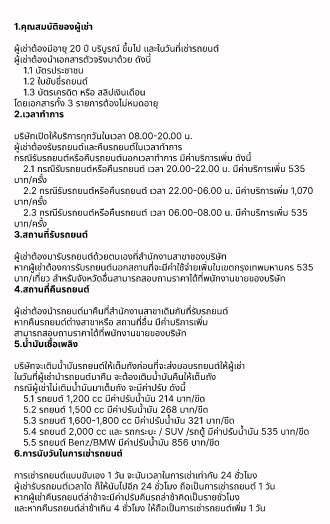 1.คุณสมบัติของผู้เช่า
ผู้เช่าต้องมีอายุ 20 ปี บริบูรณ์ ขึ้นไป และในวันที่เช่ารถยนต์
ผู้เช่าต้องนำเอกสารตัวจริงมาด้วย ดังนี้
1.1 บัตรประชาชน
1.2 ใบขับขี่รถยนต์
1.3 บัตรเครดิต หรือ สลิปเงินเดือน
โดยเอกสารทั้ง 3 รายการต้องไม่หมดอายุ
2.เวลาทำการ
บริษัทเปิดให้บริการทุกวันในเวลา 08.00-20.00 น.
ผู้เช่าต้องรับรถยนต์และคืนรถยนต์ในเวลาทำการ
กรณีรับรถยนต์หรือคืนรถยนต์นอกเวลาทำการ มีค่าบริการเพิ่ม ดังนี้
2.1 กรณีรับรถยนต์หรือคืนรถยนต์ เวลา 20.00-22.00 น. มีค่าบริการเพิ่ม 535
บาท/ครั้ง
2.2 กรณีรับรถยนต์หรือคืนรถยนต์ เวลา 22.00-06.00 น. มีค่าบริการเพิ่ม 1,070
บาท/ครั้ง
2.3 กรณีรับรถยนต์หรือคืนรถยนต์ เวลา 06.00-08.00 น. มีค่าบริการเพิ่ม 535
บาท/ครั้ง
3.สถานที่รับรถยนต์
ผู้เช่าต้องมารับรถยนต์ด้วยตนเองที่สำนักงานสาขาของบริษัท
หากผู้เช่าต้องการรับรถยนต์นอกสถานที่จะมีค่าใช้จ่ายเพิ่มในเขตกรุงเทพมหานคร 535
บาท/เที่ยว สำหรับจังหวัดอื่นสามารถสอบถามราคาได้ที่พนักงานขายของบริษัท
4.สถานที่คืนรถยนต์
ผู้เช่าต้องนำรถยนต์มาคืนที่สำนักงานสาขาเดิมกับที่รับรถยนต์
หากคืนรถยนต์ต่างสาขาหรือ สถานที่อื่น มีค่าบริการเพิ่ม
สามารถสอบถามราคาได้ที่พนักงานขายของบริษัท
5.น้ำมันเชื้อเพลิง
บริษัทจะเติมน้ำมันรถยนต์ให้เต็มถังก่อนที่จะส่งมอบรถยนต์ให้ผู้เช่า
ในวันที่ผู้เช่านำรถยนต์มาคืน จะต้องเติมน้ำมันคืนให้เต็มถัง
กรณีผู้เช่าไม่เติมน้ำมันมาเต็มถัง จะมีค่าปรับ ดังนี้
5.1 รถยนต์ 1,200 cc มีค่าปรับน้ำมัน 214 บาท/ขีด
5.2 รถยนต์ 1,500 cc มีค่าปรับน้ำมัน 268 บาท/ขีด
5.3 รถยนต์ 1,600-1,800 cc มีค่าปรับน้ำมัน 321 บาท/ขีด
5.4 รถยนต์ 2,000 cc และ รถกระบะ / SUV /รถตู้ มีค่าปรับน้ำมัน 535 บาท/ขีด
5.5 รถยนต์ Benz/BMW มีค่าปรับน้ำมัน 856 บาท/ขีด
6.การนับวันในการเช่ารถยนต์
การเช่ารถยนต์แบบขับเอง 1 วัน จะนับเวลาในการเช่าเท่ากับ 24 ชั่วโมง
ผู้เช่ารับรถยนต์เวลาใด ก็ให้นับไปอีก 24 ชั่วโมง ถือเป็นการเช่ารถยนต์ 1 วัน
หากผู้เช่าคืนรถยนต์ล่าช้าจะมีค่าปรับคืนรถล่าช้าคิดเป็นรายชั่วโมง
และหากคืนรถยนต์ล่าช้าเกิน 4 ชั่วโมง ให้ถือเป็นการเช่ารถยนต์เพิ่ม 1 วัน